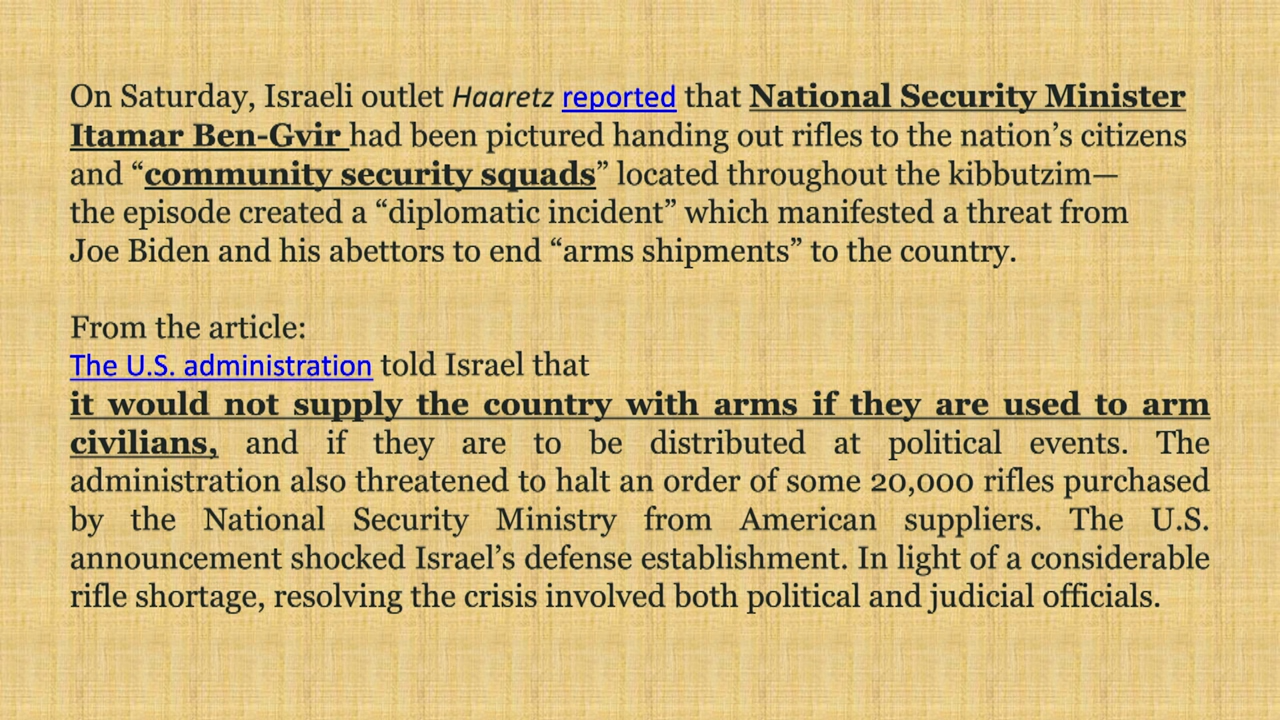 On Saturday, Israeli outlet Haaretz reported that National Security Minister
Itamar Ben-Gvir had been pictured handing out rifles to the nation’s citizens
and “community security squads” located throughout the kibbutzim—
the episode created a “diplomatic incident” which manifested a threat from
Joe Biden and his abettors to end “arms shipments” to the country.
From the article:
The U.S. administration told Israel that
it would not supply the country with arms if they are used to arm
civilians, and if they are to be distributed at political events. The
administration also threatened to halt an order of some 20,000 rifles purchased
by the National Security Ministry from American suppliers. The U.S.
announcement shocked Israel’s defense establishment. In light of a considerable
rifle shortage, resolving the crisis involved both political and judicial officials.